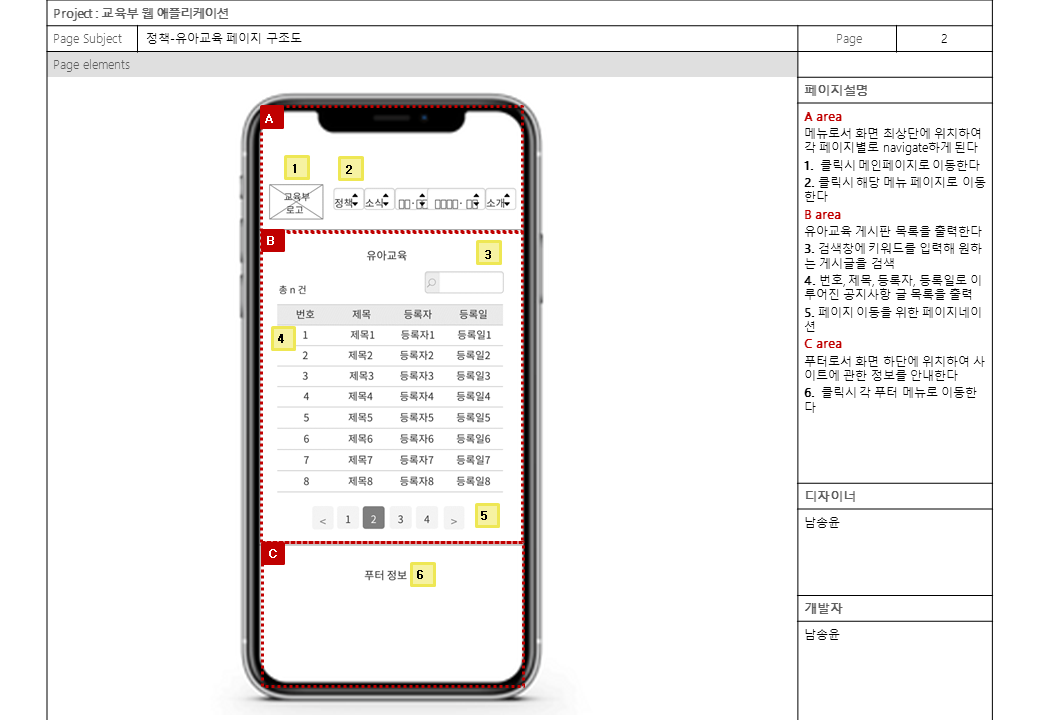 Project : 교육부 웹 애플리케이션
Page Subject 정책-유아교육 페이지 구조도 Page 2
Page elements
A
1 2
교육부
로고
정책 소식 소개
B
유아교육 3
총 n 건
번호 제목 등록자 등록일
4
1 제목1 등록자1 등록일1
2 제목2 등록자2 등록일2
3 제목3 등록자3 등록일3
4 제목4 등록자4 등록일4
5 제목5 등록자5 등록일5
6 제목6 등록자6 등록일6
7 제목7 등록자7 등록일7
8 제목8 등록자8 등록일8
< 1 2 3 4 > 5
C
푸터 정보 6
페이지설명
A area
메뉴로서 화면 최상단에 위치하여
각 페이지별로 navigate하게 된다
1. 클릭시 메인페이지로 이동한다
2. 클릭시 해당 메뉴 페이지로 이동
한다
B area
유아교육 게시판 목록을 출력한다
3. 검색창에 키워드를 입력해 원하
는 게시글을 검색
4. 번호, 제목, 등록자, 등록일로 이
루어진 공지사항 글 목록을 출력
5. 페이지 이동을 위한 페이지네이
션
C area
푸터로서 화면 하단에 위치하여 사
이트에 관한 정보를 안내한다
6. 클릭시 각 푸터 메뉴로 이동한
다
디자이너
남송윤
개발자
남송윤